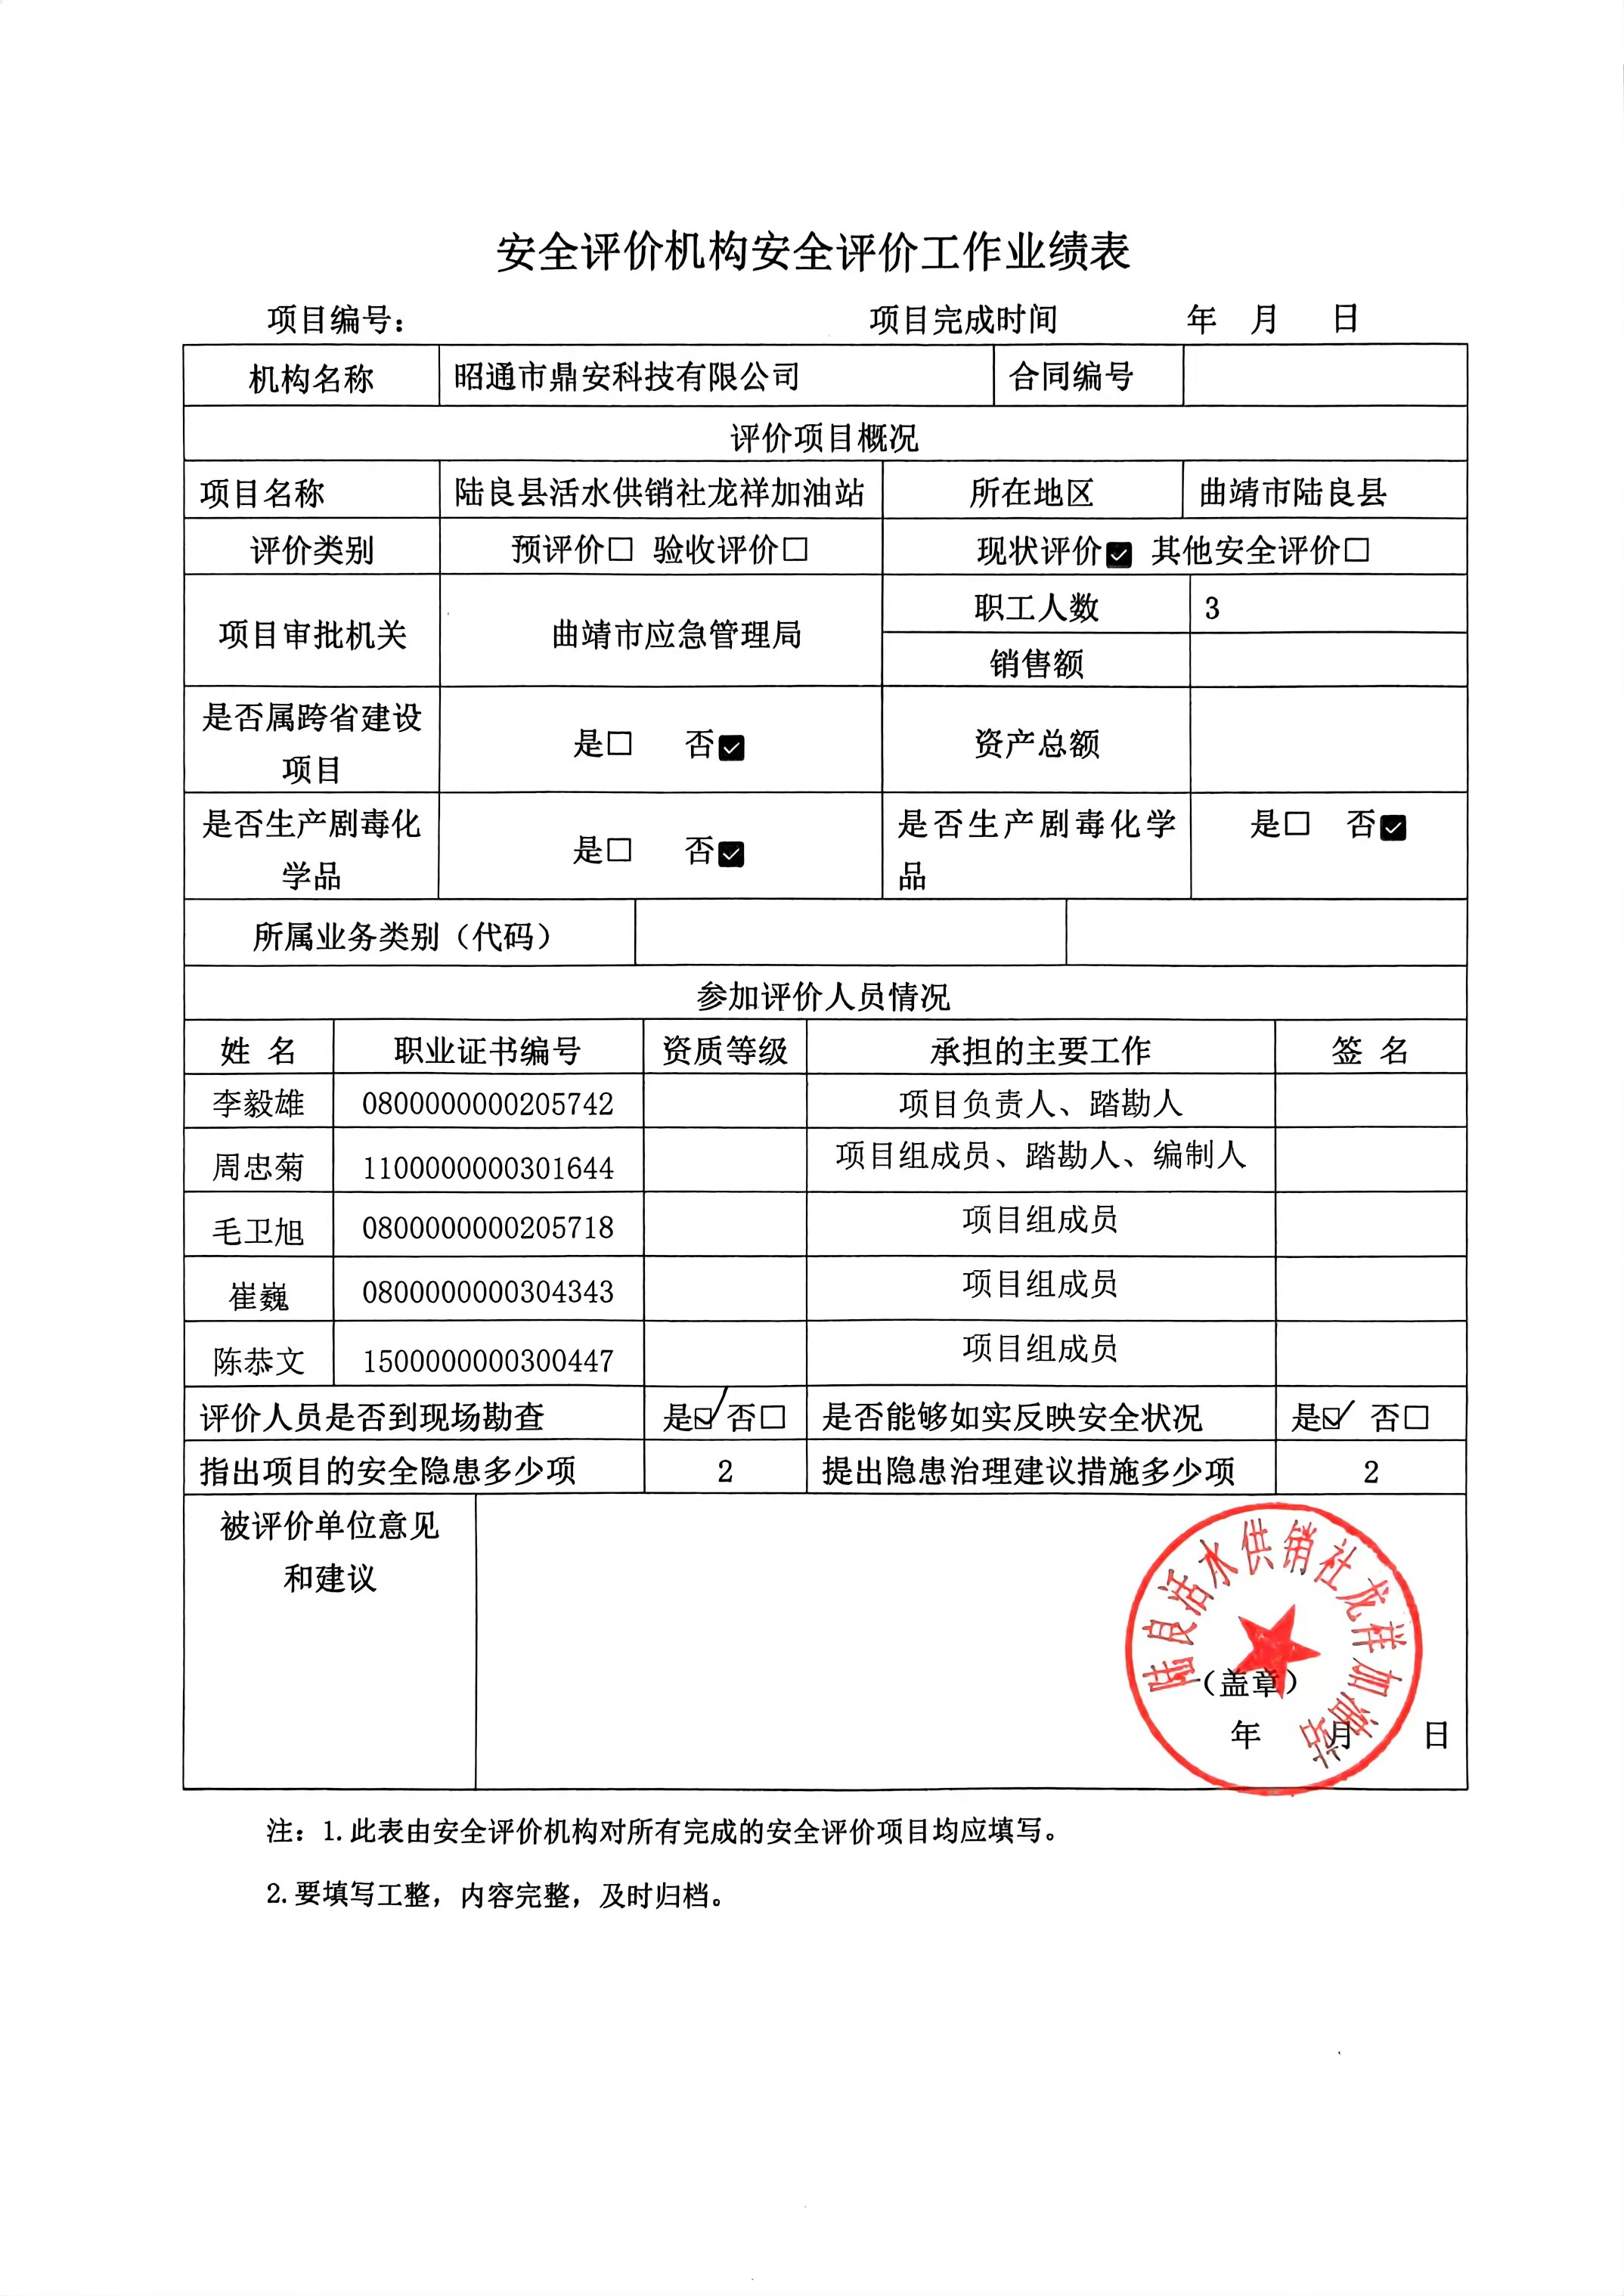 安全评价机构安全评价工作业绩表
项目编号： 项目完成时间 年 月 日
机构名称 昭通市鼎安科技有限公司 合同编号
评价项目概况
项目名称 陆良县活水供销社龙祥加油站 所在地区 曲靖市陆良县
评价类别 预评价☐ 验收评价☐ 现状评价☑ 其他安全评价☐
项目审批机关 曲靖市应急管理局 职工人数 3
销售额
是否属跨省建设项目 是☐ 否☑ 资产总额
是否生产剧毒化学品 是☐ 否☑ 是否生产剧毒化学品 是☐ 否☑
所属业务类别（代码）
参加评价人员情况
姓 名 职业证书编号 资质等级 承担的主要工作 签 名
李毅雄 0800000000205742 项目负责人、踏勘人
周忠菊 1100000000301644 项目组成员、踏勘人、编制人
毛卫旭 0800000000205718 项目组成员
崔巍 0800000000304343 项目组成员
陈恭文 1500000000300447 项目组成员
评价人员是否到现场勘查 是☑ 否☐ 是否能够如实反映安全状况 是☑ 否☐
指出项目的安全隐患多少项 2 提出隐患治理建议措施多少项 2
被评价单位意见
和建议
陆良活水供销社龙祥加油站
（盖章）
年 月 日
注：1.此表由安全评价机构对所有完成的安全评价项目均应填写。
2.要填写工整，内容完整，及时归档。